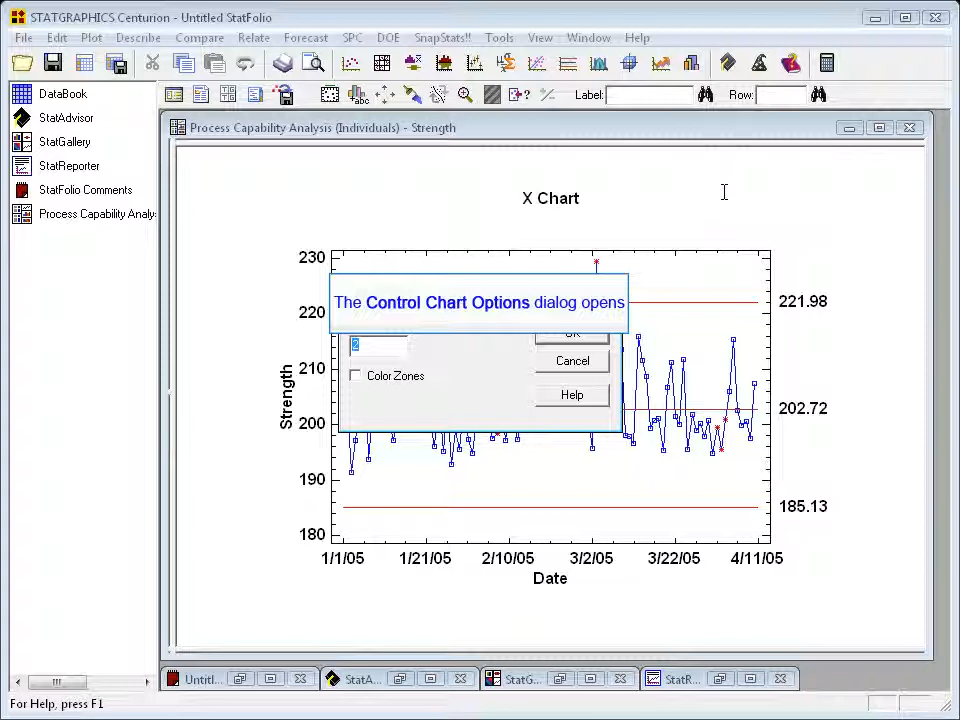 STATGRAPHICS Centurion - Untitled StatFolio
File Edit Plot Describe Compare Relate Forecast SPC DOE SnapStats!! Tools View Window Help
Label: Row:
DataBook
StatAdvisor
StatGallery
StatReporter
StatFolio Comments
Process Capability Analy
Process Capability Analysis (Individuals) - Strength
X Chart
230
220
210
200
190
180
Strength
221.98
202.72
185.13
The Control Chart Options dialog opens
2
Color Zones
Cancel
Help
1/1/05 1/21/05 2/10/05 3/2/05 3/22/05 4/11/05
Date
Untitl... StatA... StatG... StatR...
For Help, press F1